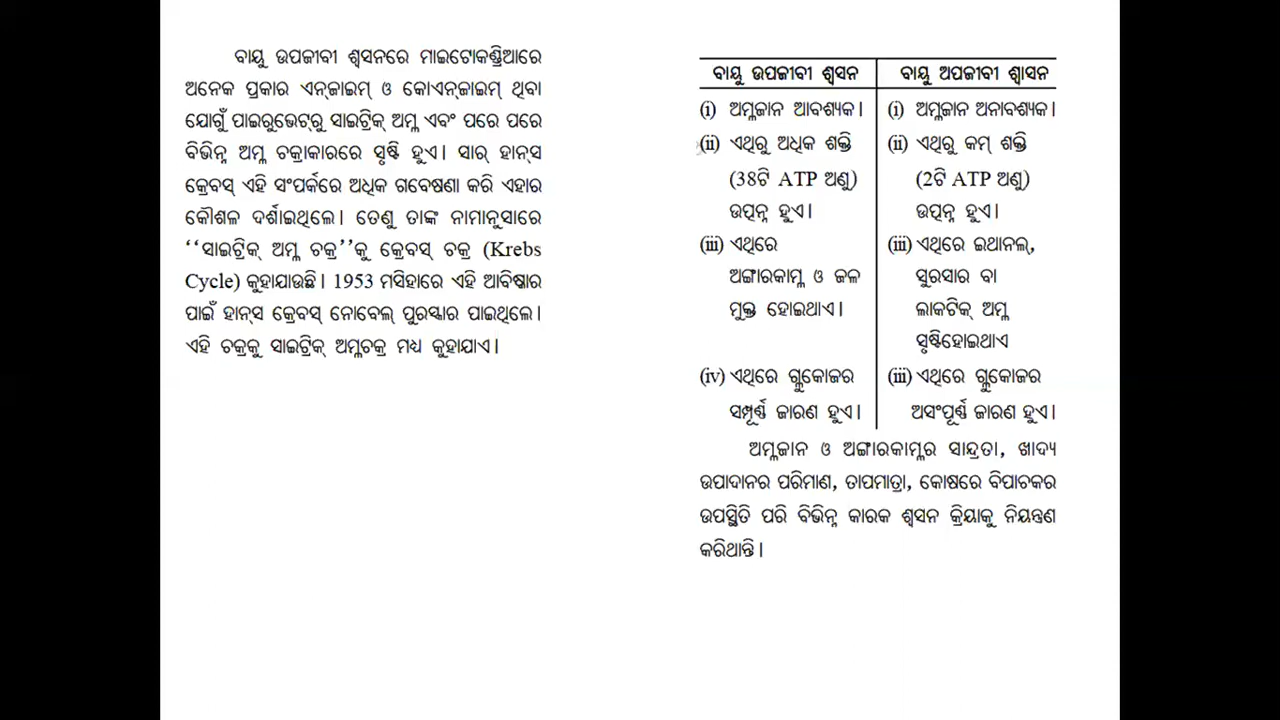 ବାୟୁ ଉପଜୀବୀ ଶ୍ୱସନରେ ମାଇଟୋକଣ୍ଡ୍ରିଆରେ
ଅନେକ ପ୍ରକାର ଏନ୍‌ଜାଇମ୍ ଓ କୋଏନ୍‌ଜାଇମ୍ ଥିବା
ଯୋଗୁଁ ପାଇରୁଭେଟ୍‌ରୁ ସାଇଟ୍ରିକ୍ ଅମ୍ଳ ଏବଂ ପରେ ପରେ
ବିଭିନ୍ନ ଅମ୍ଳ ଚକ୍ରାକାରରେ ସୃଷ୍ଟି ହୁଏ। ସାର୍ ହାନ୍‌ସ
କ୍ରେବସ୍ ଏହି ସଂପର୍କରେ ଅଧିକ ଗବେଷଣା କରି ଏହାର
କୌଶଳ ଦର୍ଶାଇଥିଲେ। ତେଣୁ ତାଙ୍କ ନାମାନୁସାରେ
‘‘ସାଇଟ୍ରିକ୍ ଅମ୍ଳ ଚକ୍ର’’କୁ କ୍ରେବସ୍ ଚକ୍ର (Krebs
Cycle) କୁହାଯାଉଛି। 1953 ମସିହାରେ ଏହି ଆବିଷ୍କାର
ପାଇଁ ହାନ୍‌ସ କ୍ରେବସ୍ ନୋବେଲ୍ ପୁରସ୍କାର ପାଇଥିଲେ।
ଏହି ଚକ୍ରକୁ ସାଇଟ୍ରିକ୍ ଅମ୍ଳଚକ୍ର ମଧ୍ୟ କୁହାଯାଏ।
ବାୟୁ ଉପଜୀବୀ ଶ୍ୱସନ	ବାୟୁ ଅପଜୀବୀ ଶ୍ୱାସନ
(i) ଅମ୍ଳଜାନ ଆବଶ୍ୟକ।	(i) ଅମ୍ଳଜାନ ଅନାବଶ୍ୟକ।
(ii) ଏଥିରୁ ଅଧିକ ଶକ୍ତି	(ii) ଏଥିରୁ କମ୍ ଶକ୍ତି
(38ଟି ATP ଅଣୁ)	(2ଟି ATP ଅଣୁ)
ଉତ୍ପନ୍ନ ହୁଏ।	ଉତ୍ପନ୍ନ ହୁଏ।
(iii) ଏଥିରେ	(iii) ଏଥିରେ ଇଥାନଲ୍,
ଅଙ୍ଗାରକାମ୍ଳ ଓ ଜଳ	ସୁରସାର ବା
ମୁକ୍ତ ହୋଇଥାଏ।	ଲାକଟିକ୍ ଅମ୍ଳ
ସୃଷ୍ଟିହୋଇଥାଏ
(iv) ଏଥିରେ ଗ୍ଲୁକୋଜର	(iii) ଏଥିରେ ଗ୍ଲୁକୋଜର
ସମ୍ପୂର୍ଣ୍ଣ ଜାରଣ ହୁଏ।	ଅସଂପୂର୍ଣ୍ଣ ଜାରଣ ହୁଏ।
ଅମ୍ଳଜାନ ଓ ଅଙ୍ଗାରକାମ୍ଳର ସାନ୍ଦ୍ରତା, ଖାଦ୍ୟ
ଉପାଦାନର ପରିମାଣ, ତାପମାତ୍ରା, କୋଷରେ ବିପାଚକର
ଉପସ୍ଥିତି ପରି ବିଭିନ୍ନ କାରକ ଶ୍ୱସନ କ୍ରିୟାକୁ ନିୟନ୍ତ୍ରଣ
କରିଥାନ୍ତି।